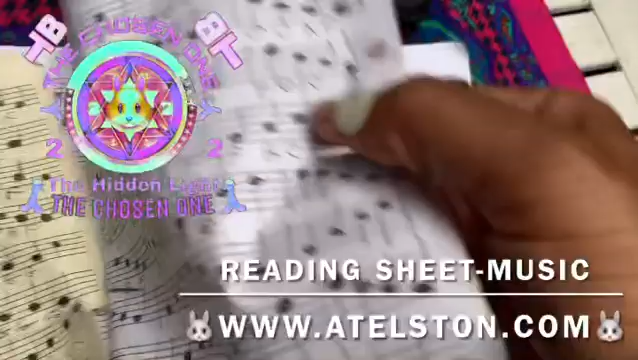 TB
THE CHOSEN ONE
BT
2 2
The Hidden Light
THE CHOSEN ONE
READING SHEET-MUSIC
WWW.ATELSTON.COM